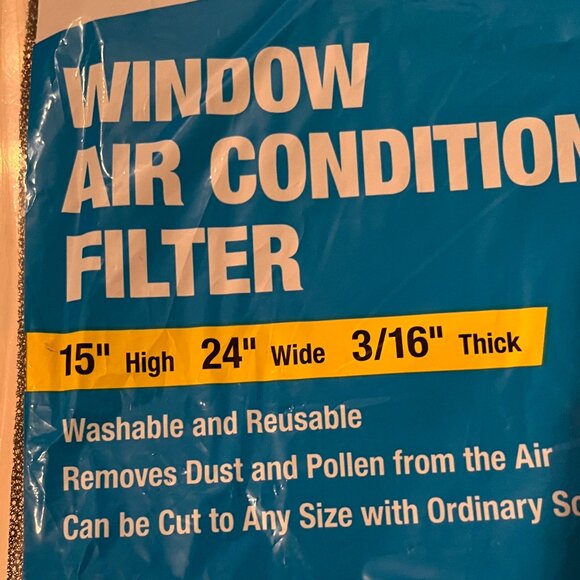 WINDOW
AIR CONDITION
FILTER
15" High 24" Wide 3/16" Thick
Washable and Reusable
Removes Dust and Pollen from the Air
Can be Cut to Any Size with Ordinary Sc